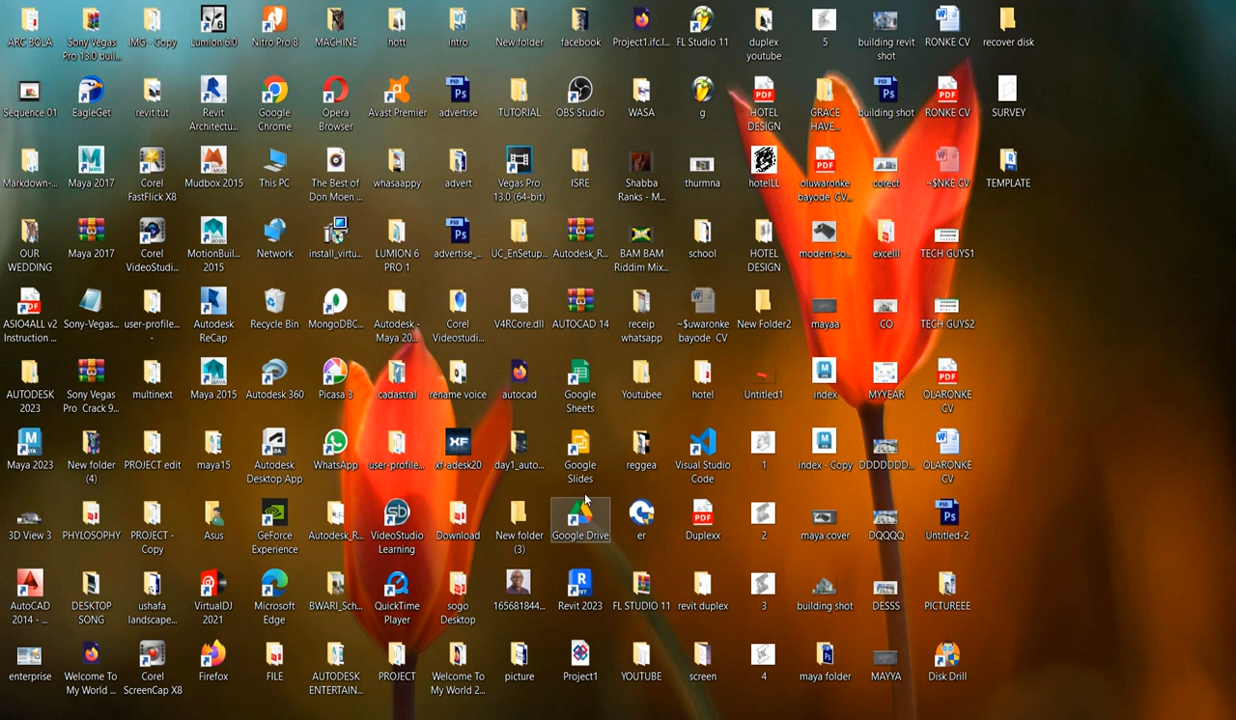 ARC BOLA
Sony Vegas
Pro 13.0 buil...
IMG - Copy
Lumion 6.0
Nitro Pro 8
MACHINE
hott
intro
New folder
facebook
Project1.ifc.l...
FL Studio 11
duplex
youtube
5
building revit
shot
RONKE CV
recover disk
Sequence 01
EagleGet
revit tut
Revit
Architectu...
Google
Chrome
Opera
Browser
Avast Premier
advertise
TUTORIAL
OBS Studio
WASA
g
HOTEL
DESIGN
GRACE
HAVE...
building shot
RONKE CV
SURVEY
Markdown-...
Maya 2017
Corel
FastFlick X8
Mudbox 2015
This PC
The Best of
Don Moen ...
whasaappy
advert
Vegas Pro
13.0 (64-bit)
ISRE
Shabba
Ranks - M...
thurmna
hotelLL
oluwaronke
bayode CV...
corect
~$NKE CV
TEMPLATE
OUR
WEDDING
Maya 2017
Corel
VideoStudi...
MotionBuil...
2015
Network
install_virtu...
LUMION 6
PRO 1
advertise_...
UC_EnSetup...
Autodesk_R...
BAM BAM
Riddim Mix...
school
HOTEL
DESIGN
modern-so...
excelll
TECH GUYS1
ASIO4ALL v2
Instruction ...
Sony-Vegas...
user-profile...
-
Autodesk
ReCap
Recycle Bin
MongoDBC...
Autodesk -
Maya 20...
Corel
Videostudi...
V4RCore.dll
AUTOCAD 14
receip
whatsapp
~$uwaronke
bayode CV
New Folder2
mayaa
CO
TECH GUYS2
AUTODESK
2023
Sony Vegas
Pro Crack 9...
multinext
Maya 2015
Autodesk 360
Picasa 3
cadastral
rename voice
autocad
Google
Sheets
Youtubee
hotel
Untitled1
index
MYYEAR
OLARONKE
CV
Maya 2023
New folder
(4)
PROJECT edit
maya15
Autodesk
Desktop App
WhatsApp
user-profile...
xf-adesk20
day1_auto...
Google
Slides
reggea
Visual Studio
Code
1
index - Copy
DDDDDDD...
OLARONKE
CV
3D View 3
PHYLOSOPHY
PROJECT -
Copy
Asus
GeForce
Experience
Autodesk_R...
VideoStudio
Learning
Download
New folder
(3)
Google Drive
er
Duplexx
2
maya cover
DQQQQ
Untitled-2
AutoCAD
2014 - ...
DESKTOP
SONG
ushafa
landscape...
VirtualDJ
2021
Microsoft
Edge
BWARI_Sch...
QuickTime
Player
sogo
Desktop
165681844...
Revit 2023
FL STUDIO 11
revit duplex
3
building shot
DESSS
PICTUREEE
enterprise
Welcome To
My World ...
Corel
ScreenCap X8
Firefox
FILE
AUTODESK
ENTERTAIN...
PROJECT
Welcome To
My World 2...
picture
Project1
YOUTUBE
screen
4
maya folder
MAYYA
Disk Drill